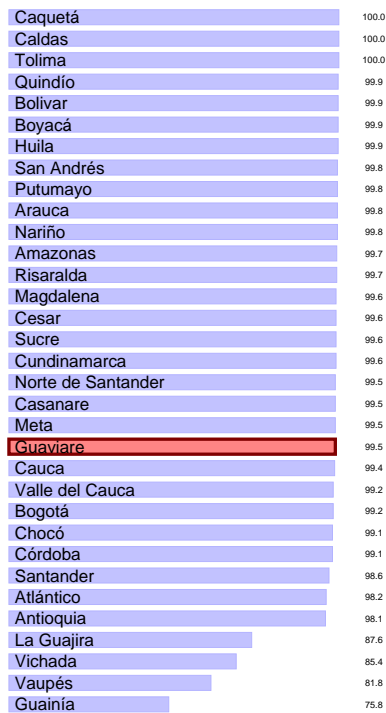 Caquetá 100.0
Caldas 100.0
Tolima 100.0
Quindío 99.9
Bolivar 99.9
Boyacá 99.9
Huila 99.9
San Andrés 99.8
Putumayo 99.8
Arauca 99.8
Nariño 99.8
Amazonas 99.7
Risaralda 99.7
Magdalena 99.6
Cesar 99.6
Sucre 99.6
Cundinamarca 99.6
Norte de Santander 99.5
Casanare 99.5
Meta 99.5
Guaviare 99.5
Cauca 99.4
Valle del Cauca 99.2
Bogotá 99.2
Chocó 99.1
Córdoba 99.1
Santander 98.6
Atlántico 98.2
Antioquia 98.1
La Guajira 87.6
Vichada 85.4
Vaupés 81.8
Guainía 75.8